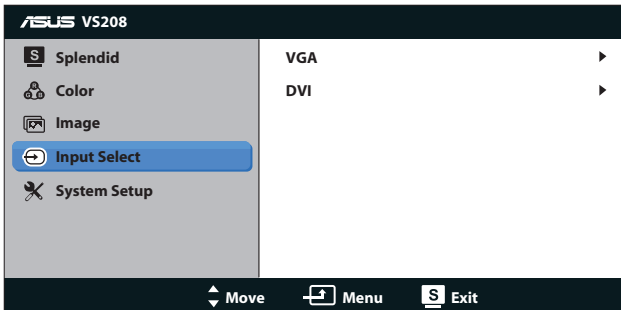 ASUS VS208
S Splendid
Color
Image
Input Select
System Setup
VGA
DVI
Move Menu S Exit